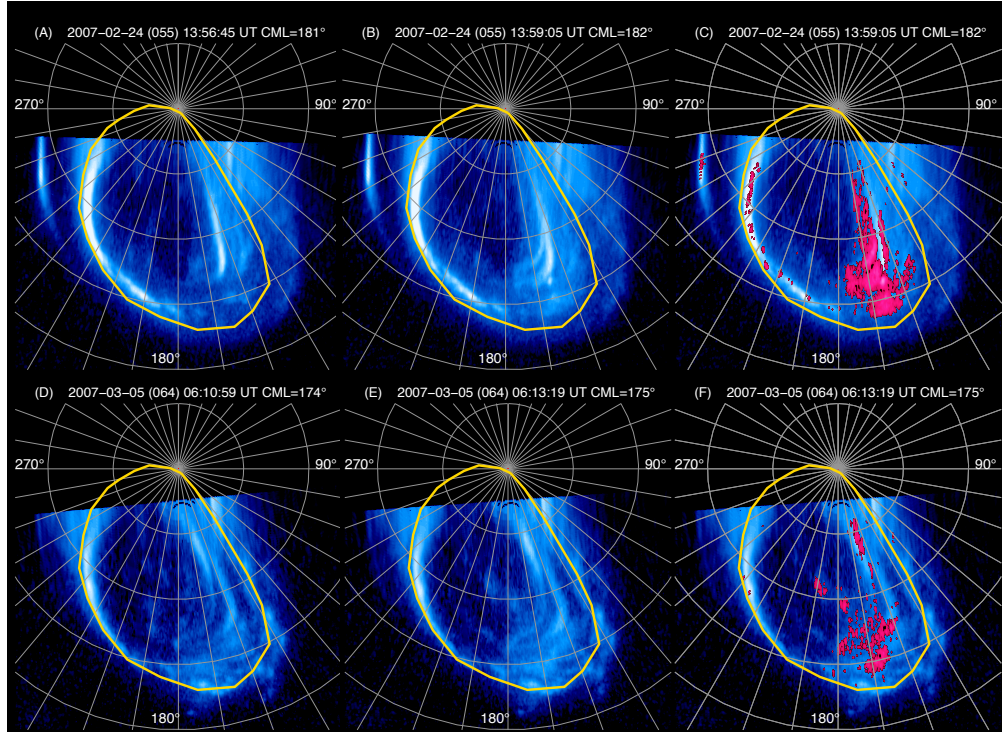 (A) 2007-02-24 (055) 13:56:45 UT CML=181°
(B) 2007-02-24 (055) 13:59:05 UT CML=182°
(C) 2007-02-24 (055) 13:59:05 UT CML=182°
270° 90°
270° 90°
270° 90°
180°
180°
180°
(D) 2007-03-05 (064) 06:10:59 UT CML=174°
(E) 2007-03-05 (064) 06:13:19 UT CML=175°
(F) 2007-03-05 (064) 06:13:19 UT CML=175°
270° 90°
270° 90°
270° 90°
180°
180°
180°